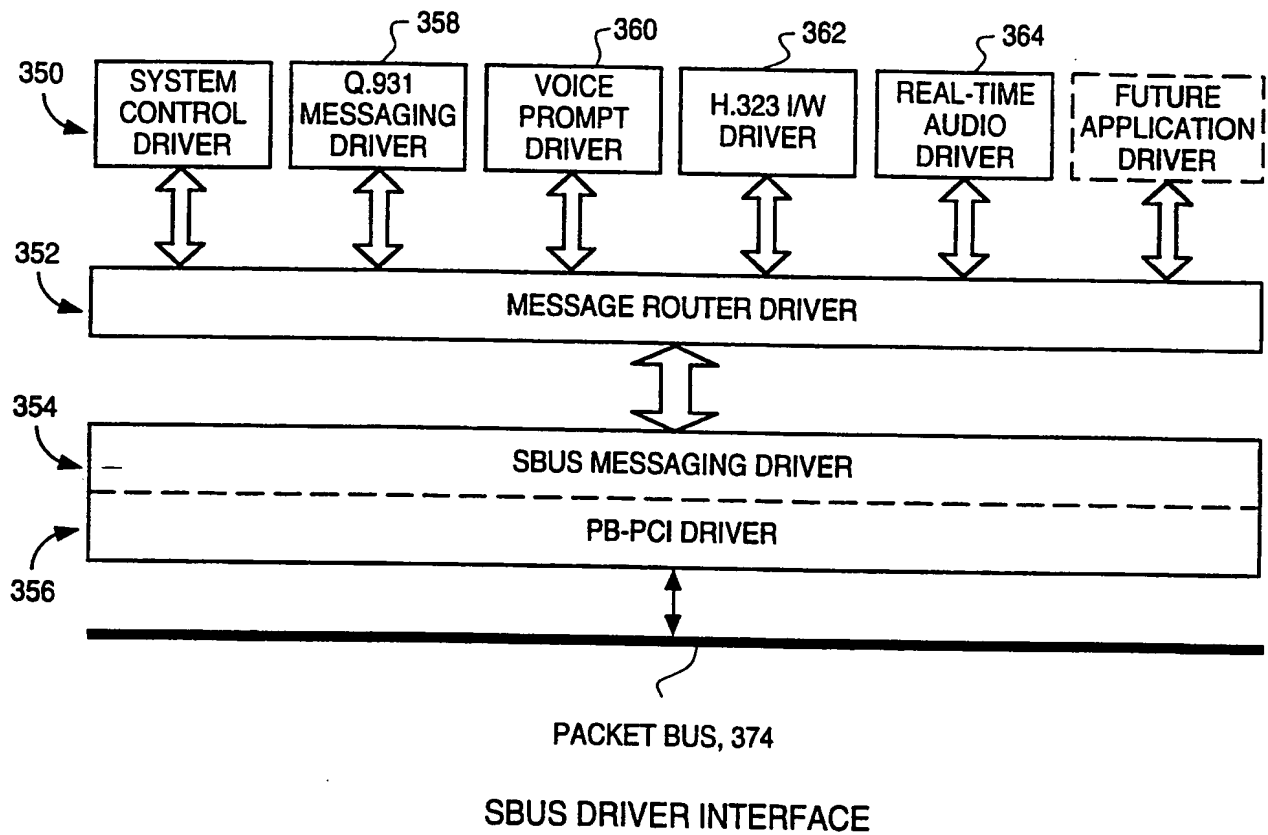 358
360
362
364
350
SYSTEM
CONTROL
DRIVER
Q.931
MESSAGING
DRIVER
VOICE
PROMPT
DRIVER
H.323 I/W
DRIVER
REAL-TIME
AUDIO
DRIVER
FUTURE
APPLICATION
DRIVER
352
MESSAGE ROUTER DRIVER
354
SBUS MESSAGING DRIVER
PB-PCI DRIVER
356
PACKET BUS, 374
SBUS DRIVER INTERFACE